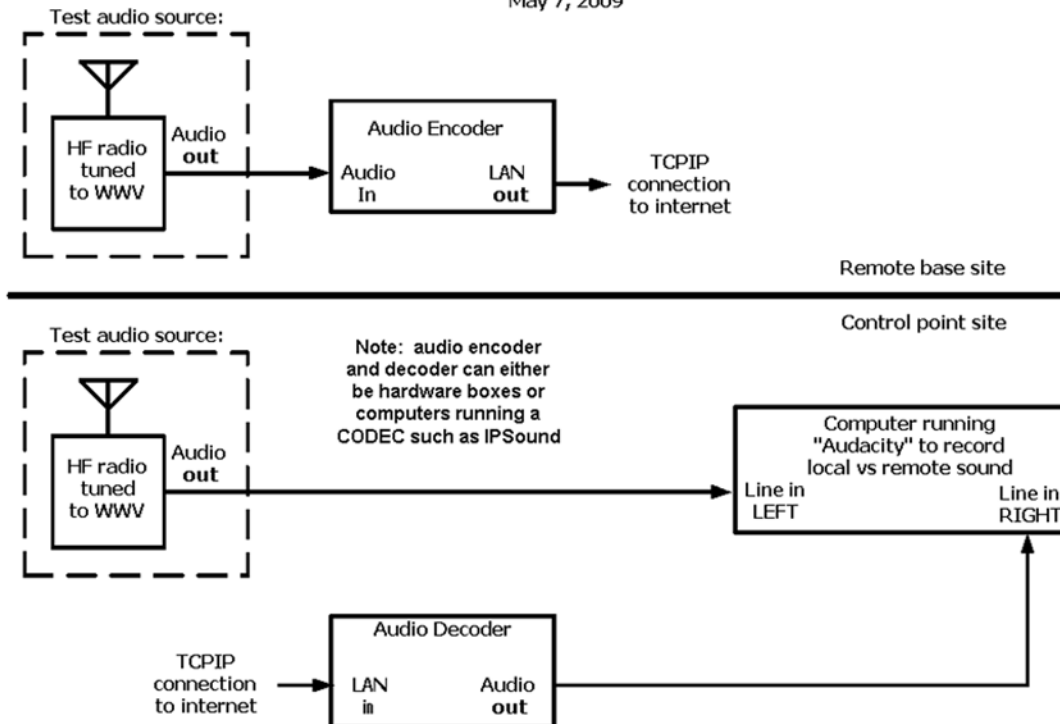 May 7, 2009
Test audio source:
HF radio
tuned
to WWV
Audio
out
Audio Encoder
Audio
In
LAN
out
TCPIP
connection
to internet
Remote base site
Control point site
Test audio source:
HF radio
tuned
to WWV
Audio
out
Note: audio encoder
and decoder can either
be hardware boxes or
computers running a
CODEC such as IPSound
Computer running
"Audacity" to record
local vs remote sound
Line in
LEFT
Line in
RIGHT
TCPIP
connection
to internet
Audio Decoder
LAN
in
Audio
out